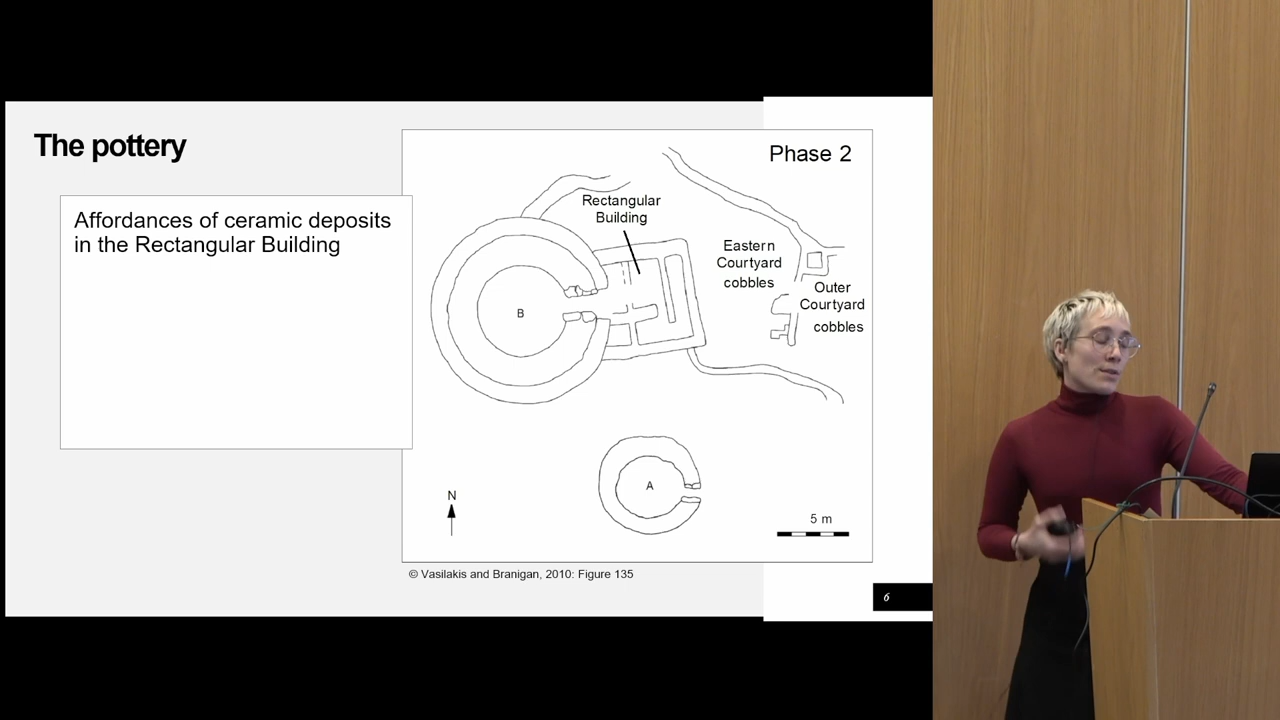 The pottery
Affordances of ceramic deposits
in the Rectangular Building
Phase 2
Rectangular
Building
Eastern
Courtyard
cobbles
Outer
Courtyard
cobbles
B
A
N
5 m
© Vasilakis and Branigan, 2010: Figure 135
6